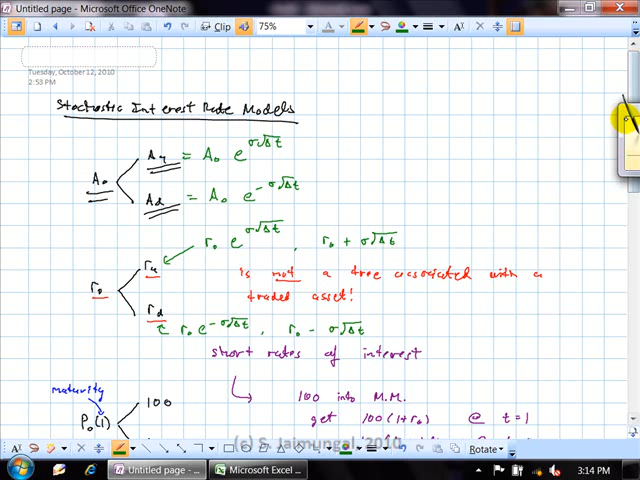 Untitled page - Microsoft Office OneNote
75%
Tuesday, October 12, 2010
2:53 PM
Stochastic Interest Rate Models
A₀
Au = A₀ e^σ√Δt
Ad = A₀ e^-σ√Δt
r₀ e^σ√Δt , r₀ + σ√Δt
ru
is not a tree associated with a
traded asset!
r₀
rd
r₀ e^-σ√Δt , r₀ - σ√Δt
short rates of interest
maturity
100
100 into M.M.
P₀(1)
get 100(1+r₀) @ t=1
(c) S. Jaimungal, 2010
Rotate
Untitled page - Mic...
Microsoft Excel ...
3:14 PM